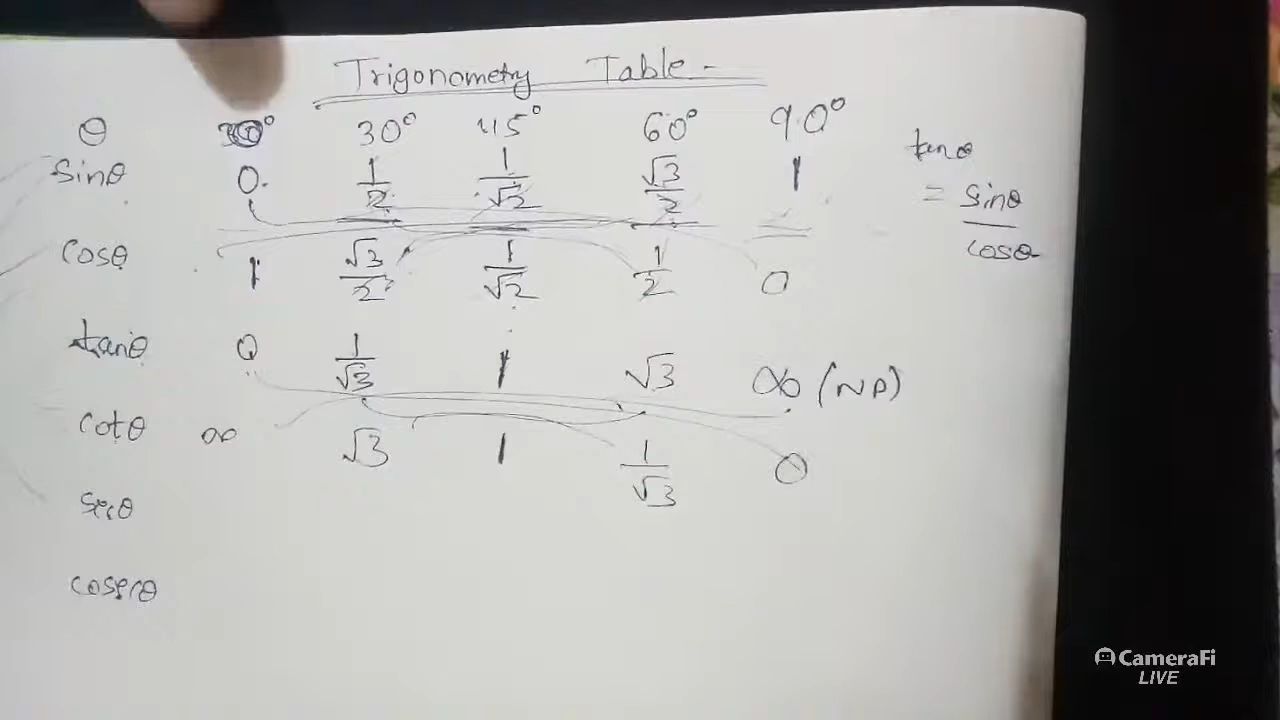 Trigonometry Table -
θ 0° 30° 45° 60° 90°
sinθ 0 1/2 1/√2 √3/2 1
cosθ 1 √3/2 1/√2 1/2 0
tanθ 0 1/√3 1 √3 ∞ (ND)
cotθ ∞ √3 1 1/√3 0
secθ
cosecθ
tanθ
= sinθ
cosθ
CameraFi
LIVE